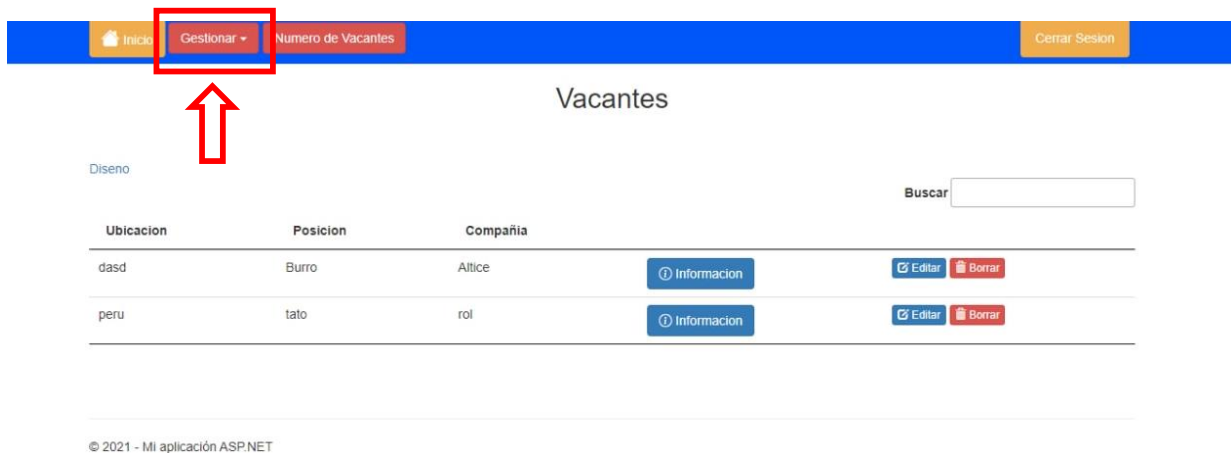 Inicio Gestionar Numero de Vacantes Cerrar Sesion
Vacantes
Diseno
Buscar
Ubicacion Posicion Compañia
dasd Burro Altice Informacion Editar Borrar
peru tato rol Informacion Editar Borrar
© 2021 - Mi aplicación ASP.NET